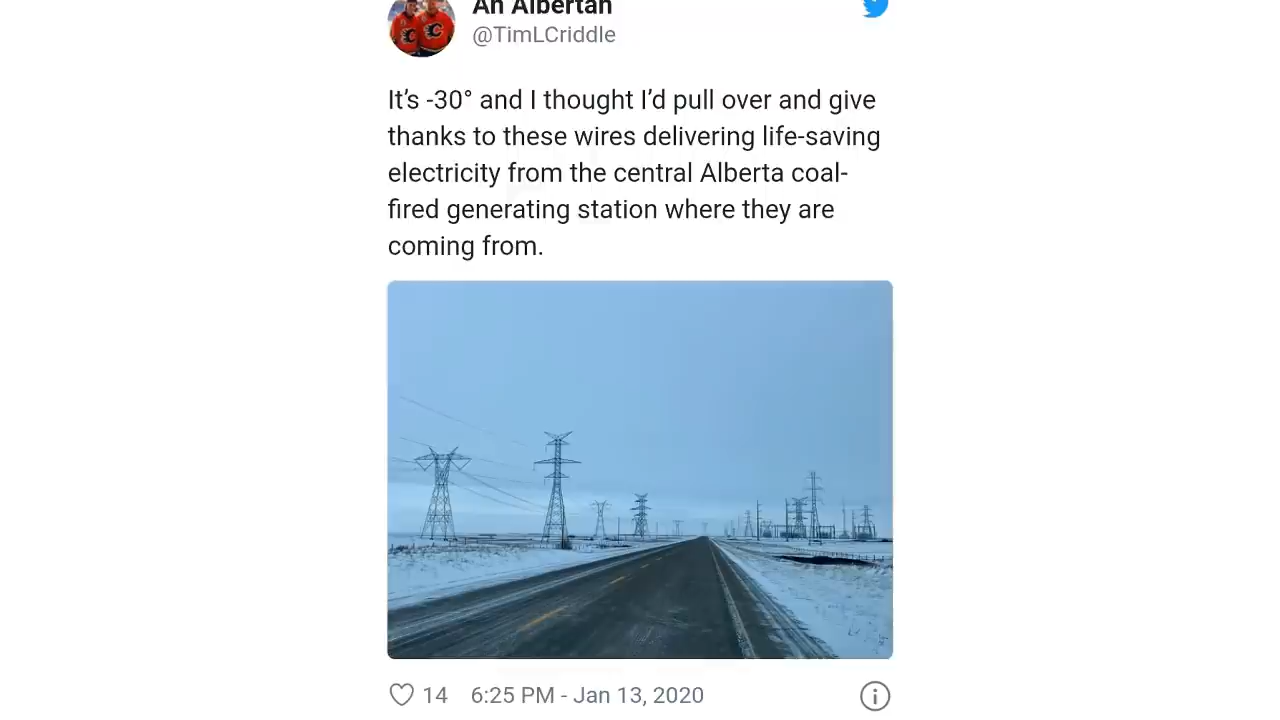 An Albertan
@TimLCriddle
It’s -30° and I thought I’d pull over and give
thanks to these wires delivering life-saving
electricity from the central Alberta coal-
fired generating station where they are
coming from.
14 6:25 PM - Jan 13, 2020